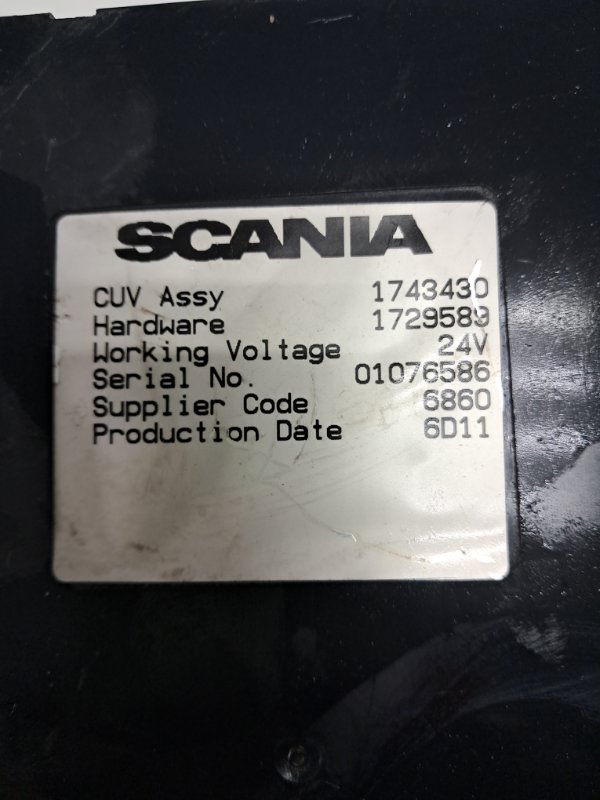 SCANIA
CUV Assy 1743430
Hardware 1729589
Working Voltage 24V
Serial No. 01076586
Supplier Code 6860
Production Date 6D11